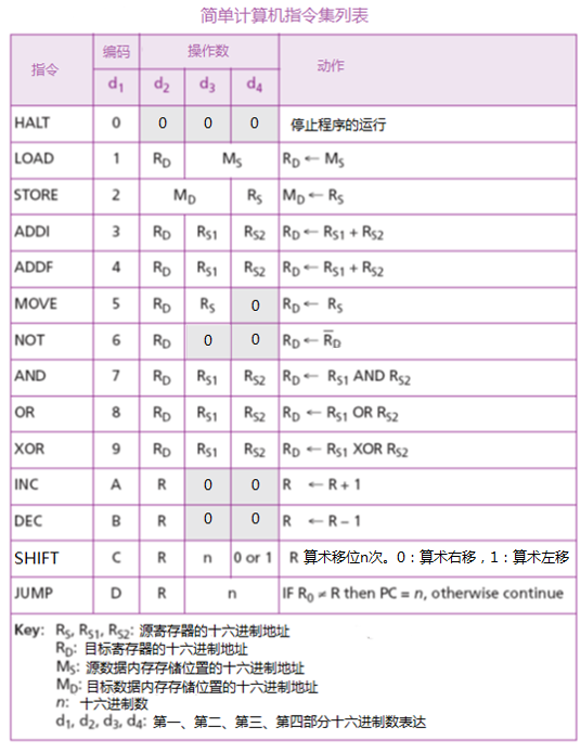 简单计算机指令集列表
指令 编码 操作数 动作
d1 d2 d3 d4
HALT 0 0 0 0 停止程序的运行
LOAD 1 RD MS RD ← MS
STORE 2 MD RS MD ← RS
ADDI 3 RD RS1 RS2 RD ← RS1 + RS2
ADDF 4 RD RS1 RS2 RD ← RS1 + RS2
MOVE 5 RD RS 0 RD ← RS
NOT 6 RD 0 0 RD ← R̅D
AND 7 RD RS1 RS2 RD ← RS1 AND RS2
OR 8 RD RS1 RS2 RD ← RS1 OR RS2
XOR 9 RD RS1 RS2 RD ← RS1 XOR RS2
INC A R 0 0 R ← R + 1
DEC B R 0 0 R ← R − 1
SHIFT C R n 0 or 1 R 算术移位n次。0：算术右移，1：算术左移
JUMP D R n IF R0 ≠ R then PC = n, otherwise continue
Key: RS, RS1, RS2: 源寄存器的十六进制地址
RD: 目标寄存器的十六进制地址
MS: 源数据内存存储位置的十六进制地址
MD: 目标数据内存存储位置的十六进制地址
n: 十六进制数
d1, d2, d3, d4: 第一、第二、第三、第四部分十六进制数表达